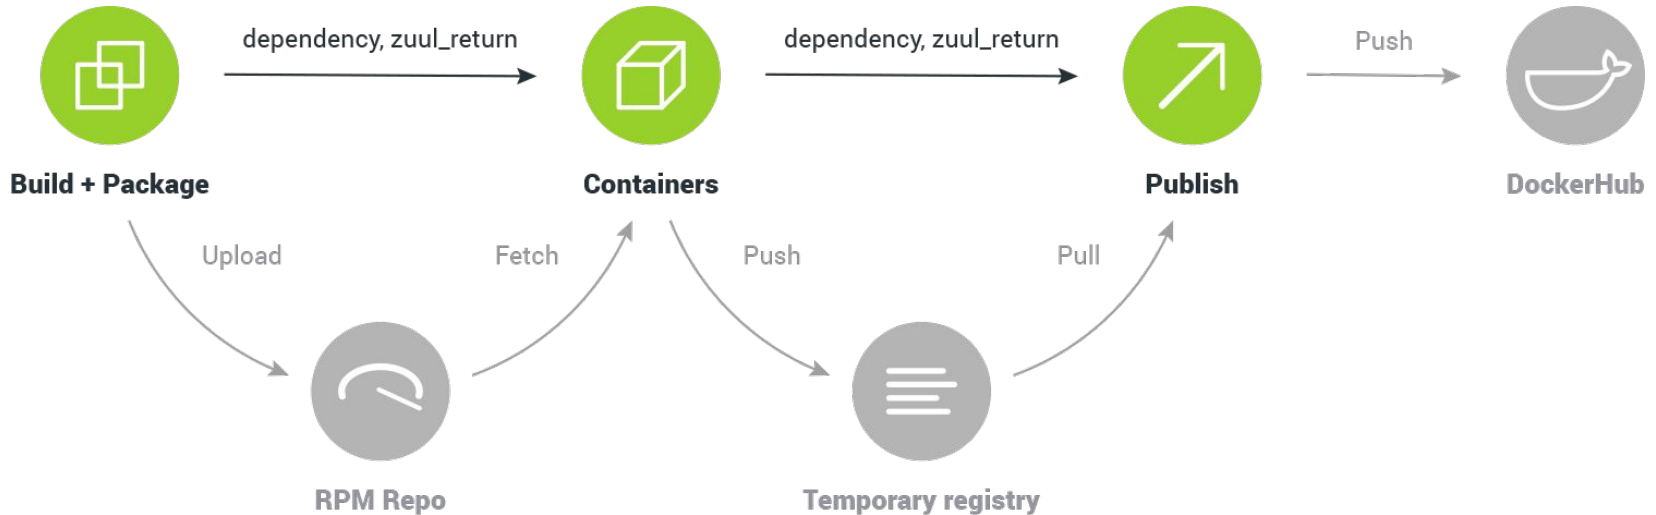 dependency, zuul_return
dependency, zuul_return
Push
Build + Package
Containers
Publish
DockerHub
Upload
Fetch
Push
Pull
RPM Repo
Temporary registry